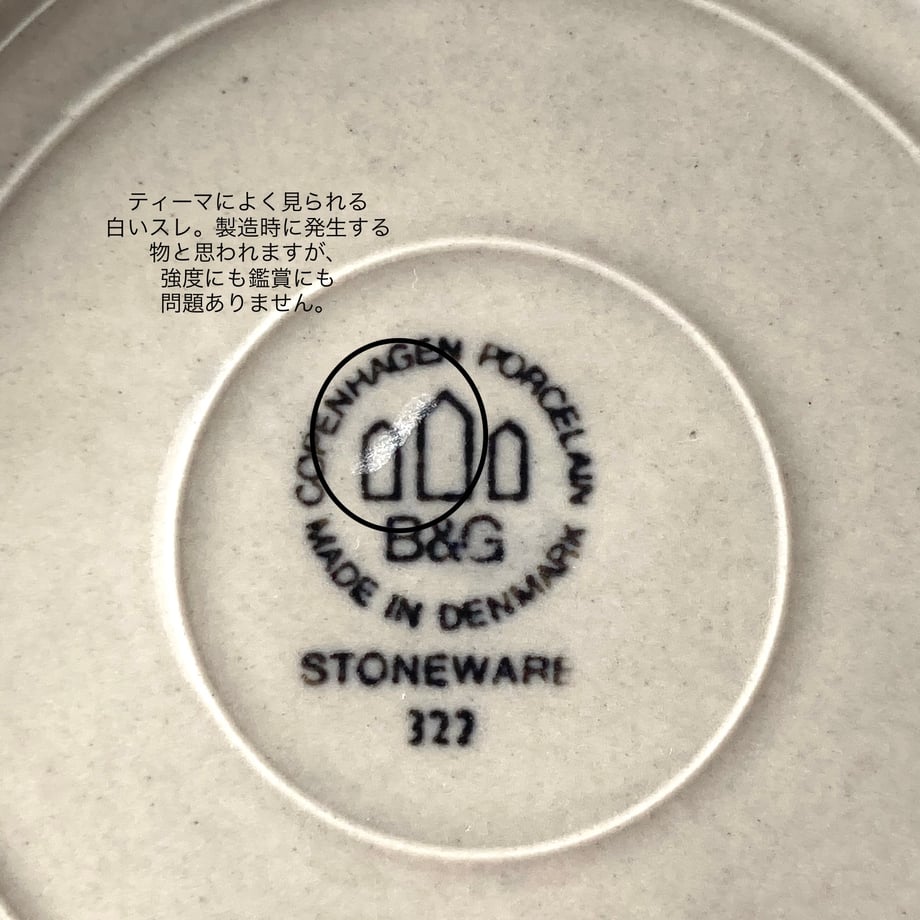 ティーマによく見られる
白いスレ。製造時に発生する
物と思われますが、
強度にも鑑賞にも
問題ありません。
COPENHAGEN PORCELAIN
B&G
MADE IN DENMARK
STONEWARE
322